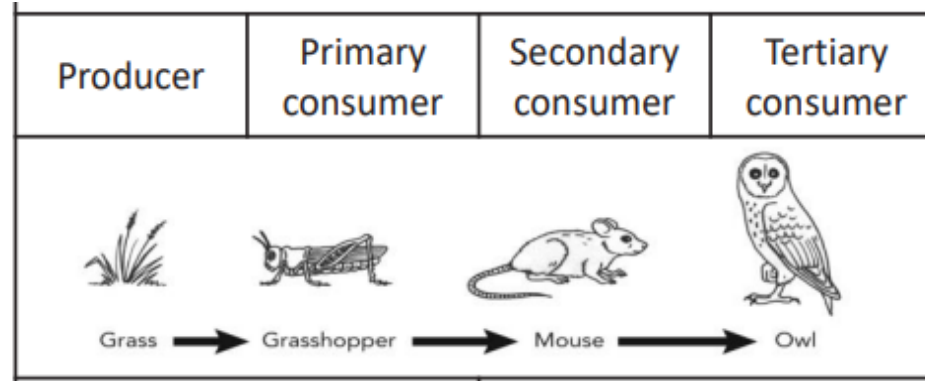 Producer
Primary
consumer
Secondary
consumer
Tertiary
consumer
Grass Grasshopper Mouse Owl